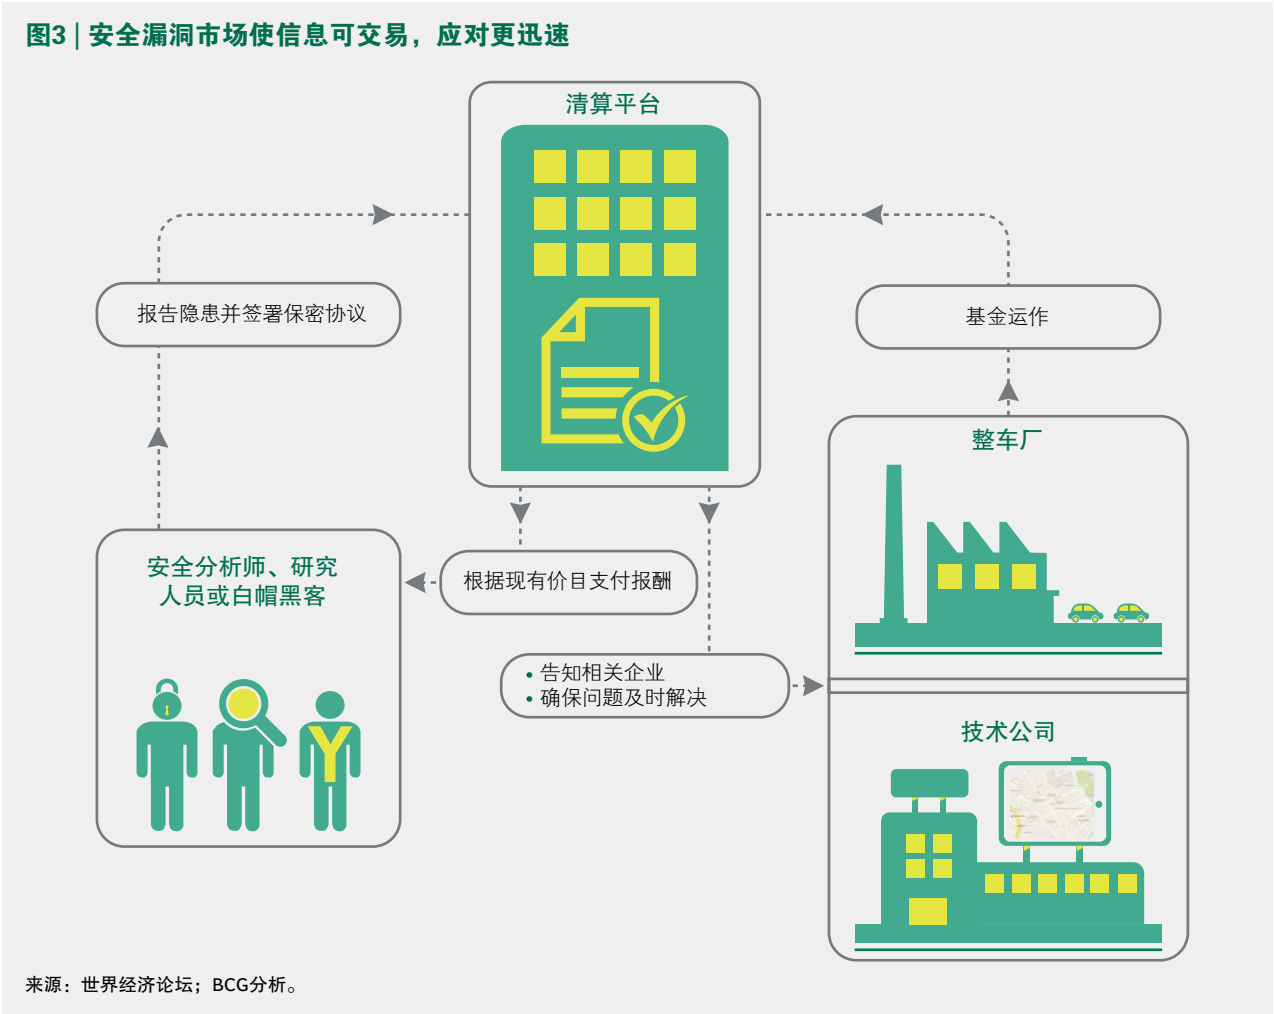 图3 | 安全漏洞市场使信息可交易，应对更迅速
清算平台
报告隐患并签署保密协议
基金运作
整车厂
安全分析师、研究
人员或白帽黑客
根据现有价目支付报酬
• 告知相关企业
• 确保问题及时解决
技术公司
来源：世界经济论坛；BCG分析。